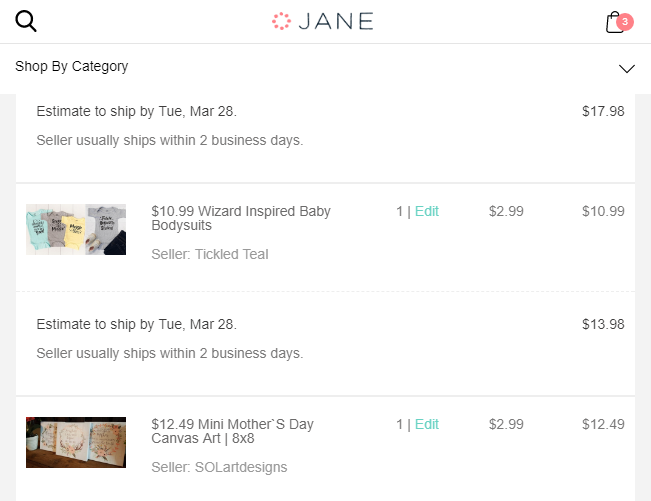 JANE
3
Shop By Category
Estimate to ship by Tue, Mar 28.
$17.98
Seller usually ships within 2 business days.
$10.99 Wizard Inspired Baby
Bodysuits
1 | Edit
$2.99
$10.99
Seller: Tickled Teal
Estimate to ship by Tue, Mar 28.
$13.98
Seller usually ships within 2 business days.
$12.49 Mini Mother`S Day
Canvas Art | 8x8
1 | Edit
$2.99
$12.49
Seller: SOLartdesigns